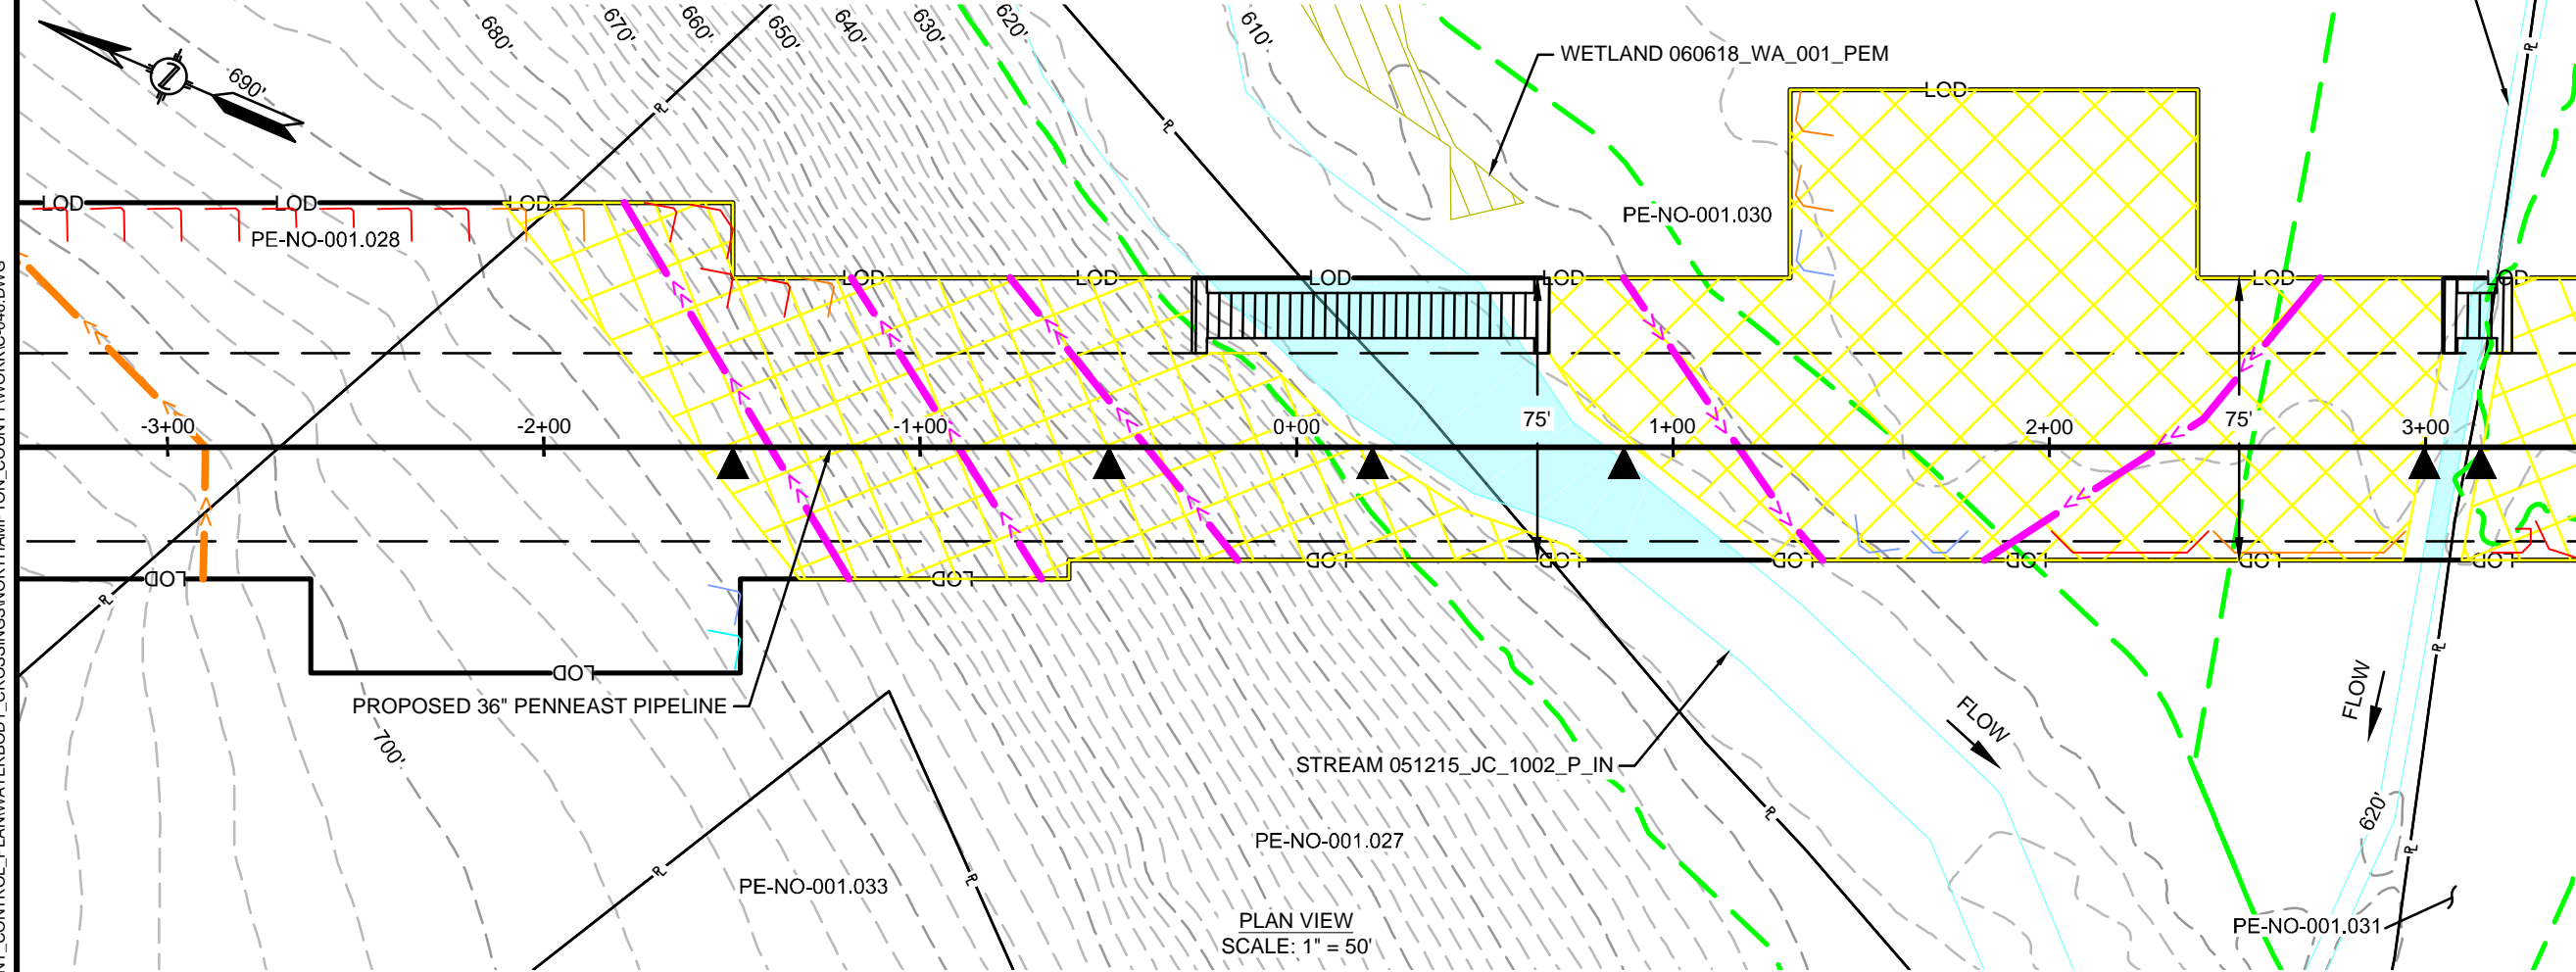 680'
670'
660'
650'
640'
630'
620'
610'
690'
WETLAND 060618_WA_001_PEM
LOD
LOD
LOD
LOD
PE-NO-001.028
PE-NO-001.030
LOD
LOD
LOD
LOD
LOD
LOD
-3+00
-2+00
-1+00
0+00
75'
1+00
2+00
75'
3+00
LOD
LOD
LOD
LOD
LOD
LOD
LOD
LOD
LOD
PROPOSED 36" PENNEAST PIPELINE
700'
FLOW
FLOW
STREAM 051215_JC_1002_P_IN
620'
PE-NO-001.027
PE-NO-001.033
PLAN VIEW
SCALE: 1" = 50'
PE-NO-001.031